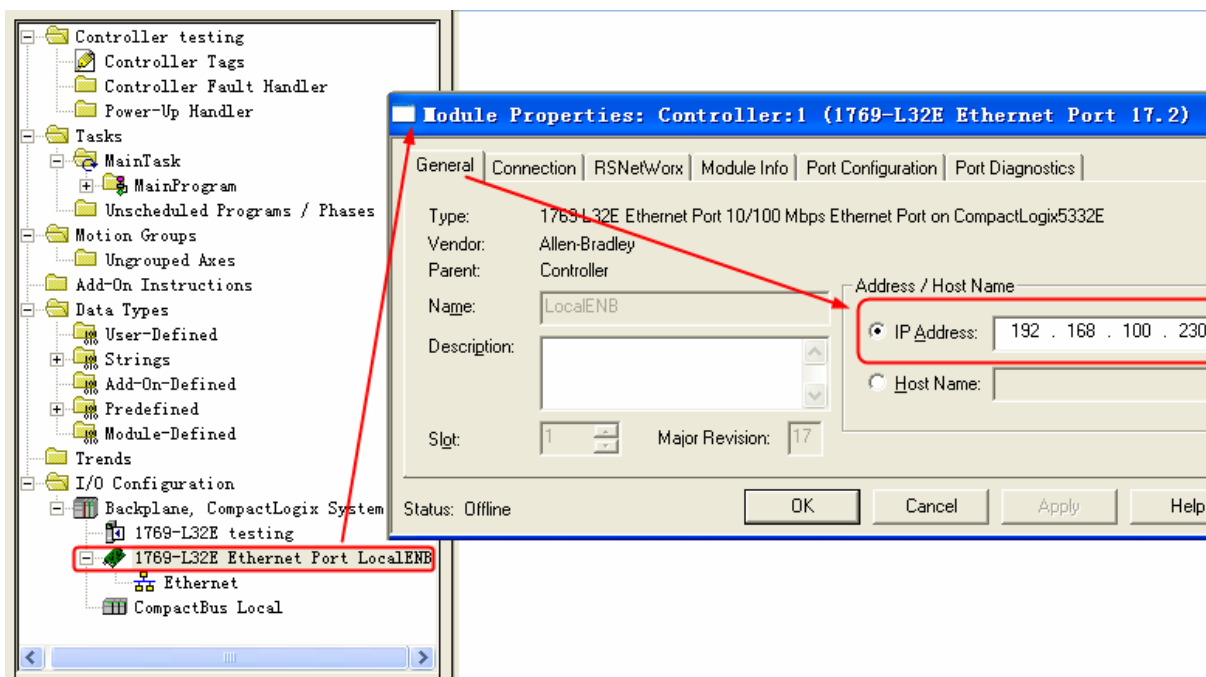 Controller testing
Controller Tags
Controller Fault Handler
Power-Up Handler
Tasks
MainTask
MainProgram
Unscheduled Programs / Phases
Motion Groups
Ungrouped Axes
Add-On Instructions
Data Types
User-Defined
Strings
Add-On-Defined
Predefined
Module-Defined
Trends
I/O Configuration
Backplane, CompactLogix System
1769-L32E testing
1769-L32E Ethernet Port LocalENB
Ethernet
CompactBus Local
Module Properties: Controller:1 (1769-L32E Ethernet Port 17.2)
General Connection RSNetWorx Module Info Port Configuration Port Diagnostics
Type: 1769-L32E Ethernet Port 10/100 Mbps Ethernet Port on CompactLogix5332E
Vendor: Allen-Bradley
Parent: Controller
Name: LocalENB
Description:
Slot: 1 Major Revision: 17
Address / Host Name
IP Address: 192 . 168 . 100 . 230
Host Name:
Status: Offline
OK Cancel Apply Help